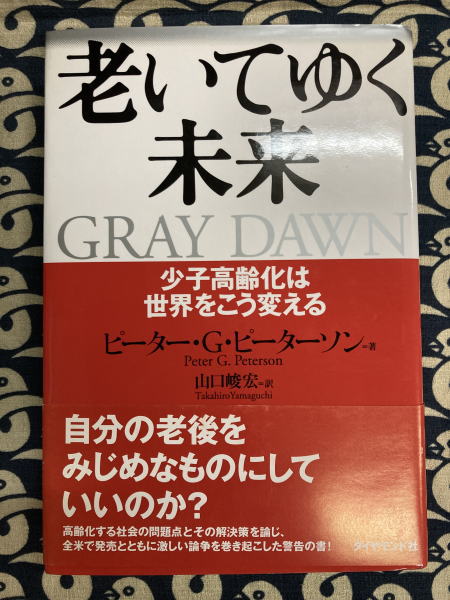 老いてゆく
未来
GRAY DAWN
少子高齢化は
世界をこう変える
ピーター・G・ピーターソン=著
Peter G. Peterson
山口峻宏=訳
TakahiroYamaguchi
自分の老後を
みじめなものにして
いいのか?
高齢化する社会の問題点とその解決策を論じ、
全米で発売とともに激しい論争を巻き起こした警告の書!
ダイヤモンド社